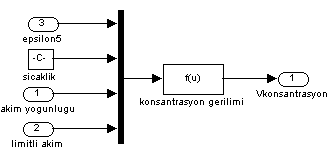 3
epsilon5
-C-
sicaklik
1
akim yogunlugu
2
limitli akim
f(u)
konsantrasyon gerilimi
1
Vkonsantrasyon